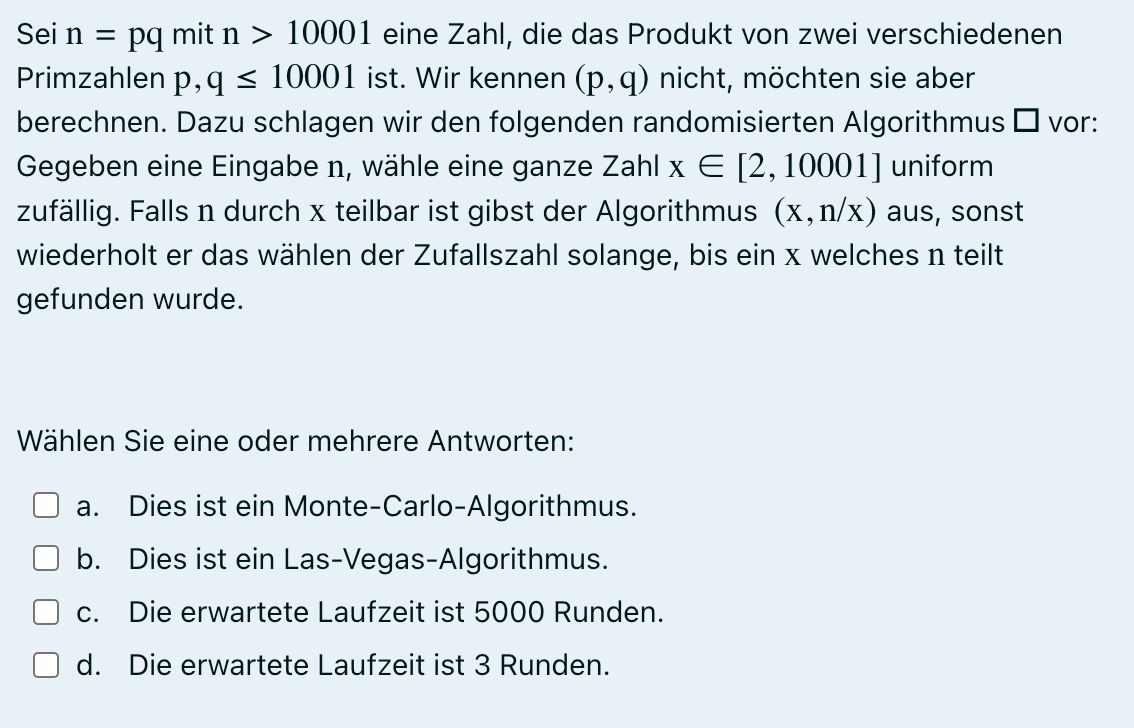 Sei n = pq mit n > 10001 eine Zahl, die das Produkt von zwei verschiedenen
Primzahlen p, q ≤ 10001 ist. Wir kennen (p, q) nicht, möchten sie aber
berechnen. Dazu schlagen wir den folgenden randomisierten Algorithmus □ vor:
Gegeben eine Eingabe n, wähle eine ganze Zahl x ∈ [2, 10001] uniform
zufällig. Falls n durch x teilbar ist gibst der Algorithmus (x, n/x) aus, sonst
wiederholt er das wählen der Zufallszahl solange, bis ein x welches n teilt
gefunden wurde.
Wählen Sie eine oder mehrere Antworten:
a. Dies ist ein Monte-Carlo-Algorithmus.
b. Dies ist ein Las-Vegas-Algorithmus.
c. Die erwartete Laufzeit ist 5000 Runden.
d. Die erwartete Laufzeit ist 3 Runden.